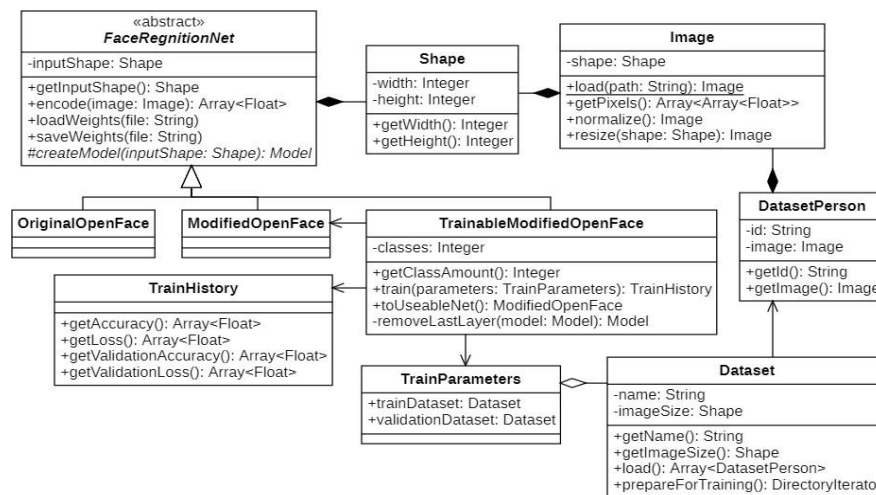 «abstract»
FaceRegnitionNet
-inputShape: Shape
+getInputShape(): Shape
+encode(image: Image): Array<Float>
+loadWeights(file: String)
+saveWeights(file: String)
#createModel(inputShape: Shape): Model
Shape
-width: Integer
-height: Integer
+getWidth(): Integer
+getHeight(): Integer
Image
-shape: Shape
+load(path: String): Image
+getPixels(): Array<Array<Float>>
+normalize(): Image
+resize(shape: Shape): Image
OriginalOpenFace
ModifiedOpenFace
TrainableModifiedOpenFace
-classes: Integer
+getClassAmount(): Integer
+train(parameters: TrainParameters): TrainHistory
+toUseableNet(): ModifiedOpenFace
-removeLastLayer(model: Model): Model
DatasetPerson
-id: String
-image: Image
+getId(): String
+getImage(): Image
TrainHistory
+getAccuracy(): Array<Float>
+getLoss(): Array<Float>
+getValidationAccuracy(): Array<Float>
+getValidationLoss(): Array<Float>
TrainParameters
+trainDataset: Dataset
+validationDataset: Dataset
Dataset
-name: String
-imageSize: Shape
+getName(): String
+getImageSize(): Shape
+load(): Array<DatasetPerson>
+prepareForTraining(): DirectoryIterato